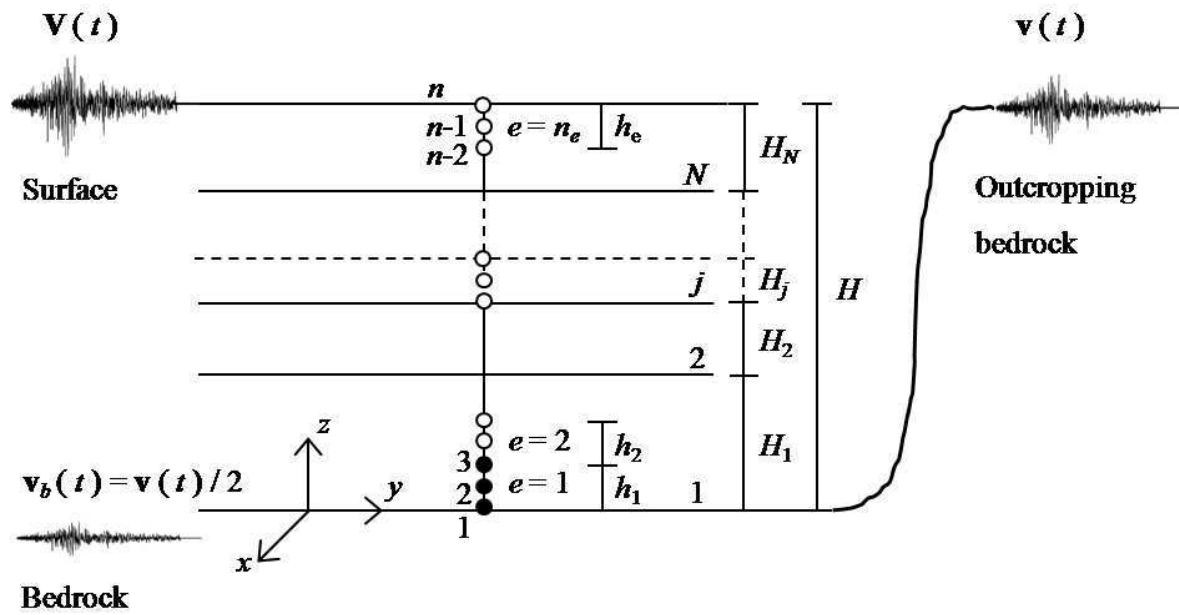 V(t)
v(t)
n
n-1
e = n_e
h_e
n-2
H_N
Surface
N
Outcropping
bedrock
j
H_j
H
H_2
2
z
e = 2
h_2
H_1
3
v_b(t) = v(t)/2
y
2
e = 1
h_1
1
1
x
Bedrock